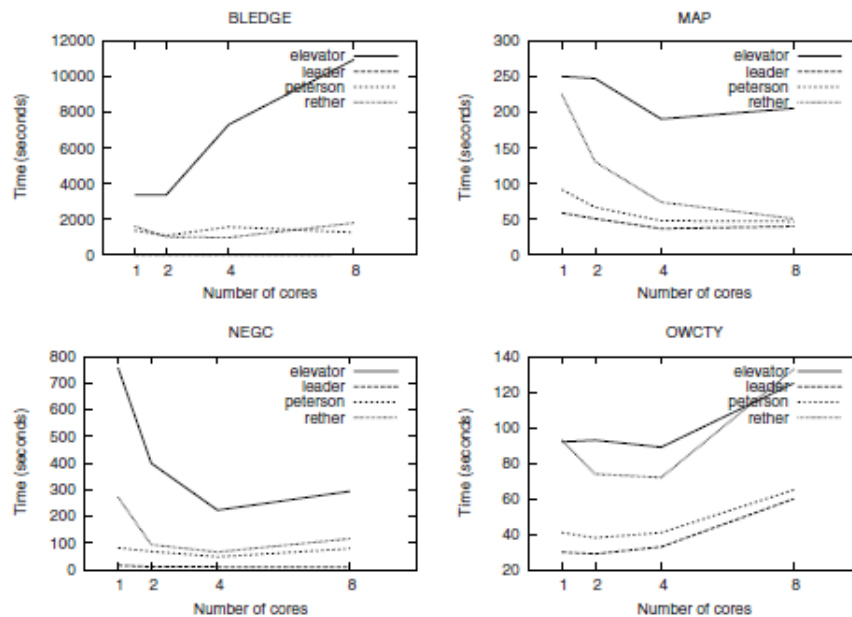 BLEDGE
12000
10000
8000
6000
4000
2000
0
Time (seconds)
elevator
leader
peterson
rether
1 2 4 8
Number of cores
MAP
300
250
200
150
100
50
0
Time (seconds)
elevator
leader
peterson
rether
1 2 4 8
Number of cores
NEGC
800
700
600
500
400
300
200
100
0
Time (seconds)
elevator
leader
peterson
rether
1 2 4 8
Number of cores
OWCTY
140
120
100
80
60
40
20
Time (seconds)
elevator
leader
peterson
rether
1 2 4 8
Number of cores